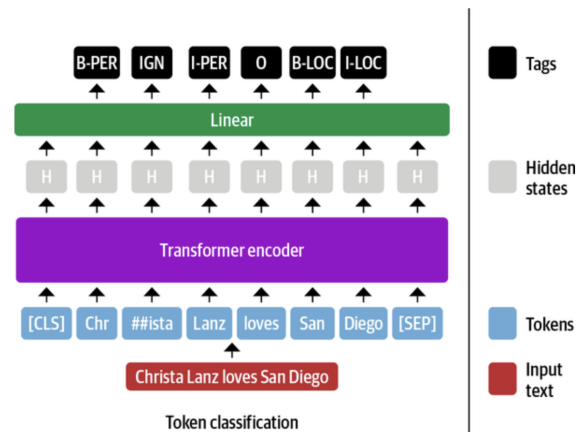 B-PER IGN I-PER O B-LOC I-LOC
Linear
H H H H H H H H
Transformer encoder
[CLS] Chr ##ista Lanz loves San Diego [SEP]
Christa Lanz loves San Diego
Token classification
Tags
Hidden
states
Tokens
Input
text